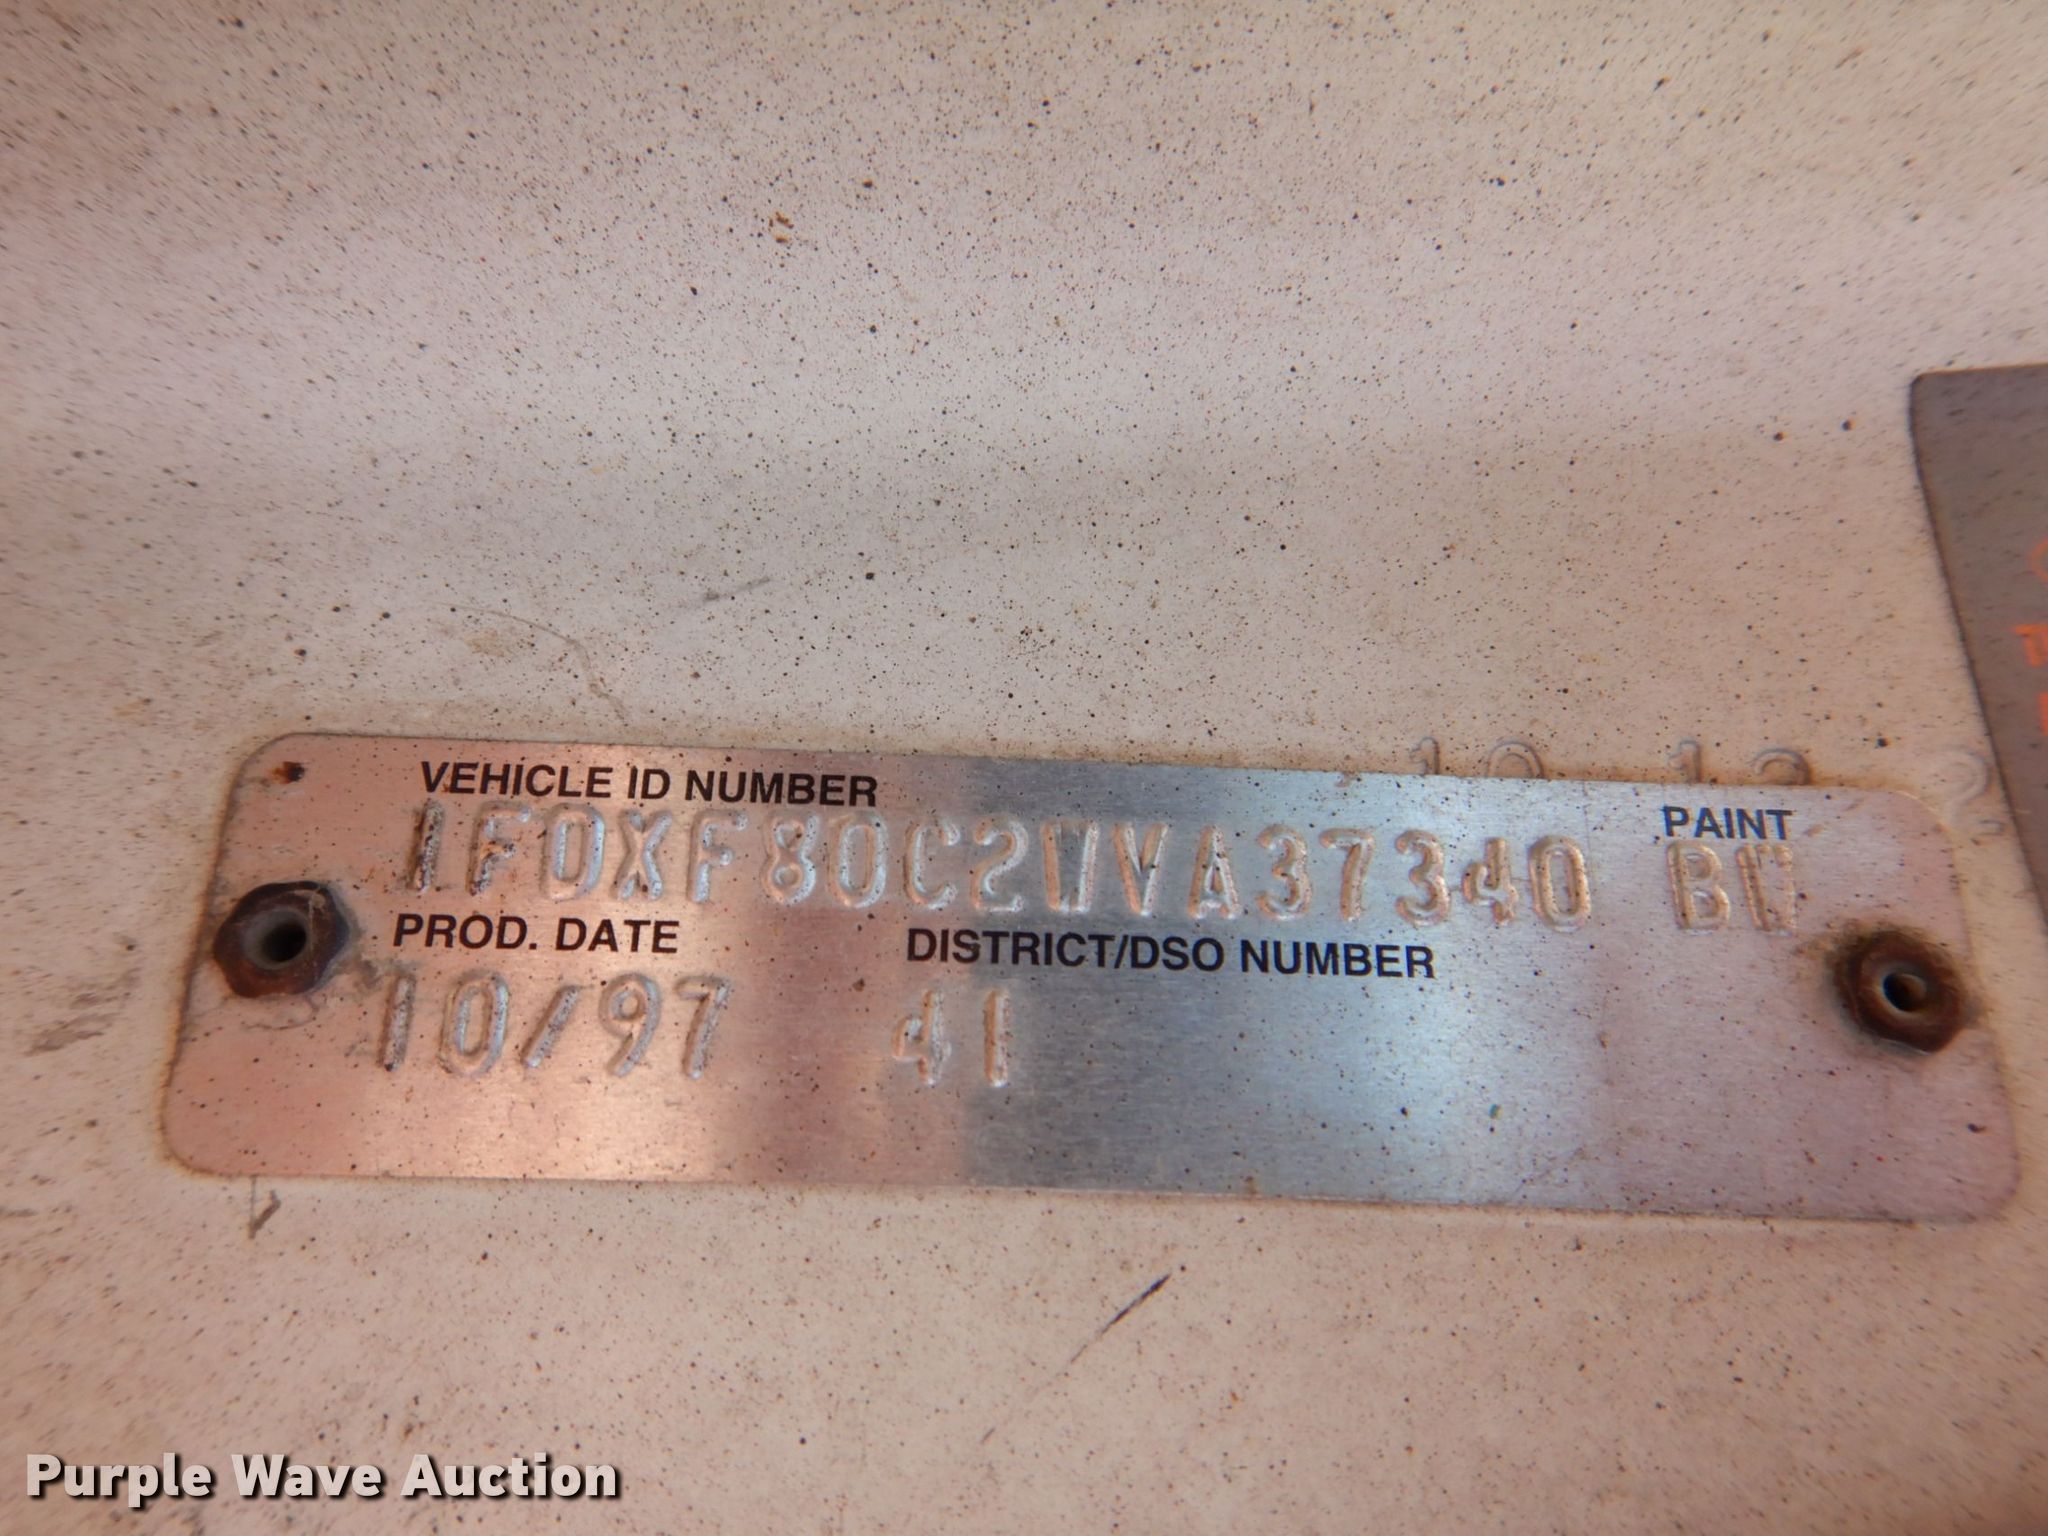 VEHICLE ID NUMBER
PAINT
1FDXF80C2WVA37340 BW
PROD. DATE
DISTRICT/DSO NUMBER
10/97 41
Purple Wave Auction